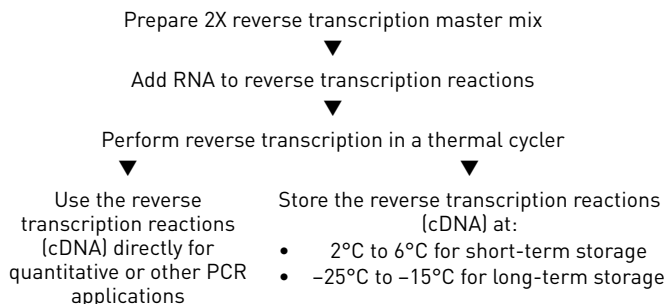 Prepare 2X reverse transcription master mix
▼
Add RNA to reverse transcription reactions
▼
Perform reverse transcription in a thermal cycler
▼ ▼
Use the reverse
transcription reactions
(cDNA) directly for
quantitative or other PCR
applications
Store the reverse transcription reactions
(cDNA) at:
• 2°C to 6°C for short-term storage
• –25°C to –15°C for long-term storage